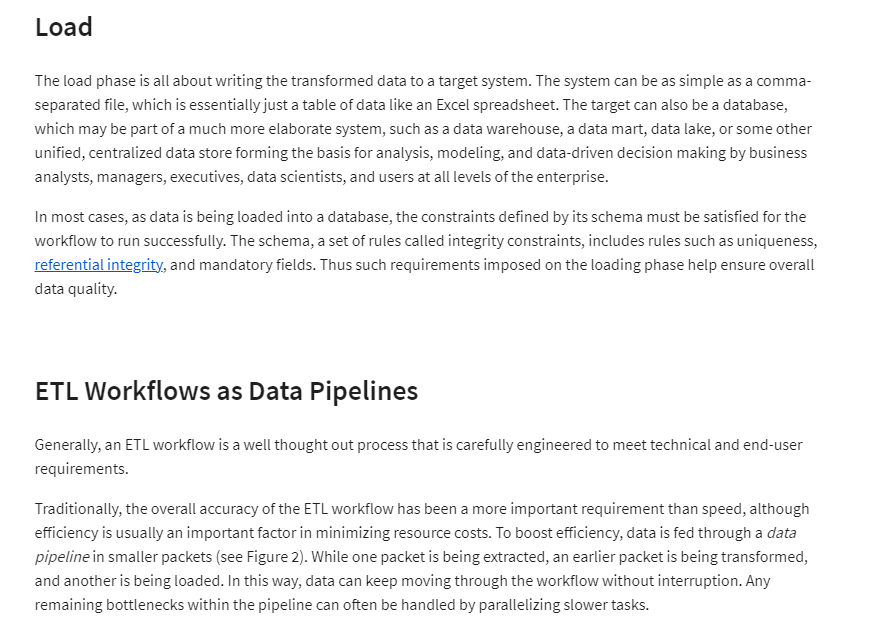 Load
The load phase is all about writing the transformed data to a target system. The system can be as simple as a comma-
separated file, which is essentially just a table of data like an Excel spreadsheet. The target can also be a database,
which may be part of a much more elaborate system, such as a data warehouse, a data mart, data lake, or some other
unified, centralized data store forming the basis for analysis, modeling, and data-driven decision making by business
analysts, managers, executives, data scientists, and users at all levels of the enterprise.
In most cases, as data is being loaded into a database, the constraints defined by its schema must be satisfied for the
workflow to run successfully. The schema, a set of rules called integrity constraints, includes rules such as uniqueness,
referential integrity, and mandatory fields. Thus such requirements imposed on the loading phase help ensure overall
data quality.
ETL Workflows as Data Pipelines
Generally, an ETL workflow is a well thought out process that is carefully engineered to meet technical and end-user
requirements.
Traditionally, the overall accuracy of the ETL workflow has been a more important requirement than speed, although
efficiency is usually an important factor in minimizing resource costs. To boost efficiency, data is fed through a data
pipeline in smaller packets (see Figure 2). While one packet is being extracted, an earlier packet is being transformed,
and another is being loaded. In this way, data can keep moving through the workflow without interruption. Any
remaining bottlenecks within the pipeline can often be handled by parallelizing slower tasks.